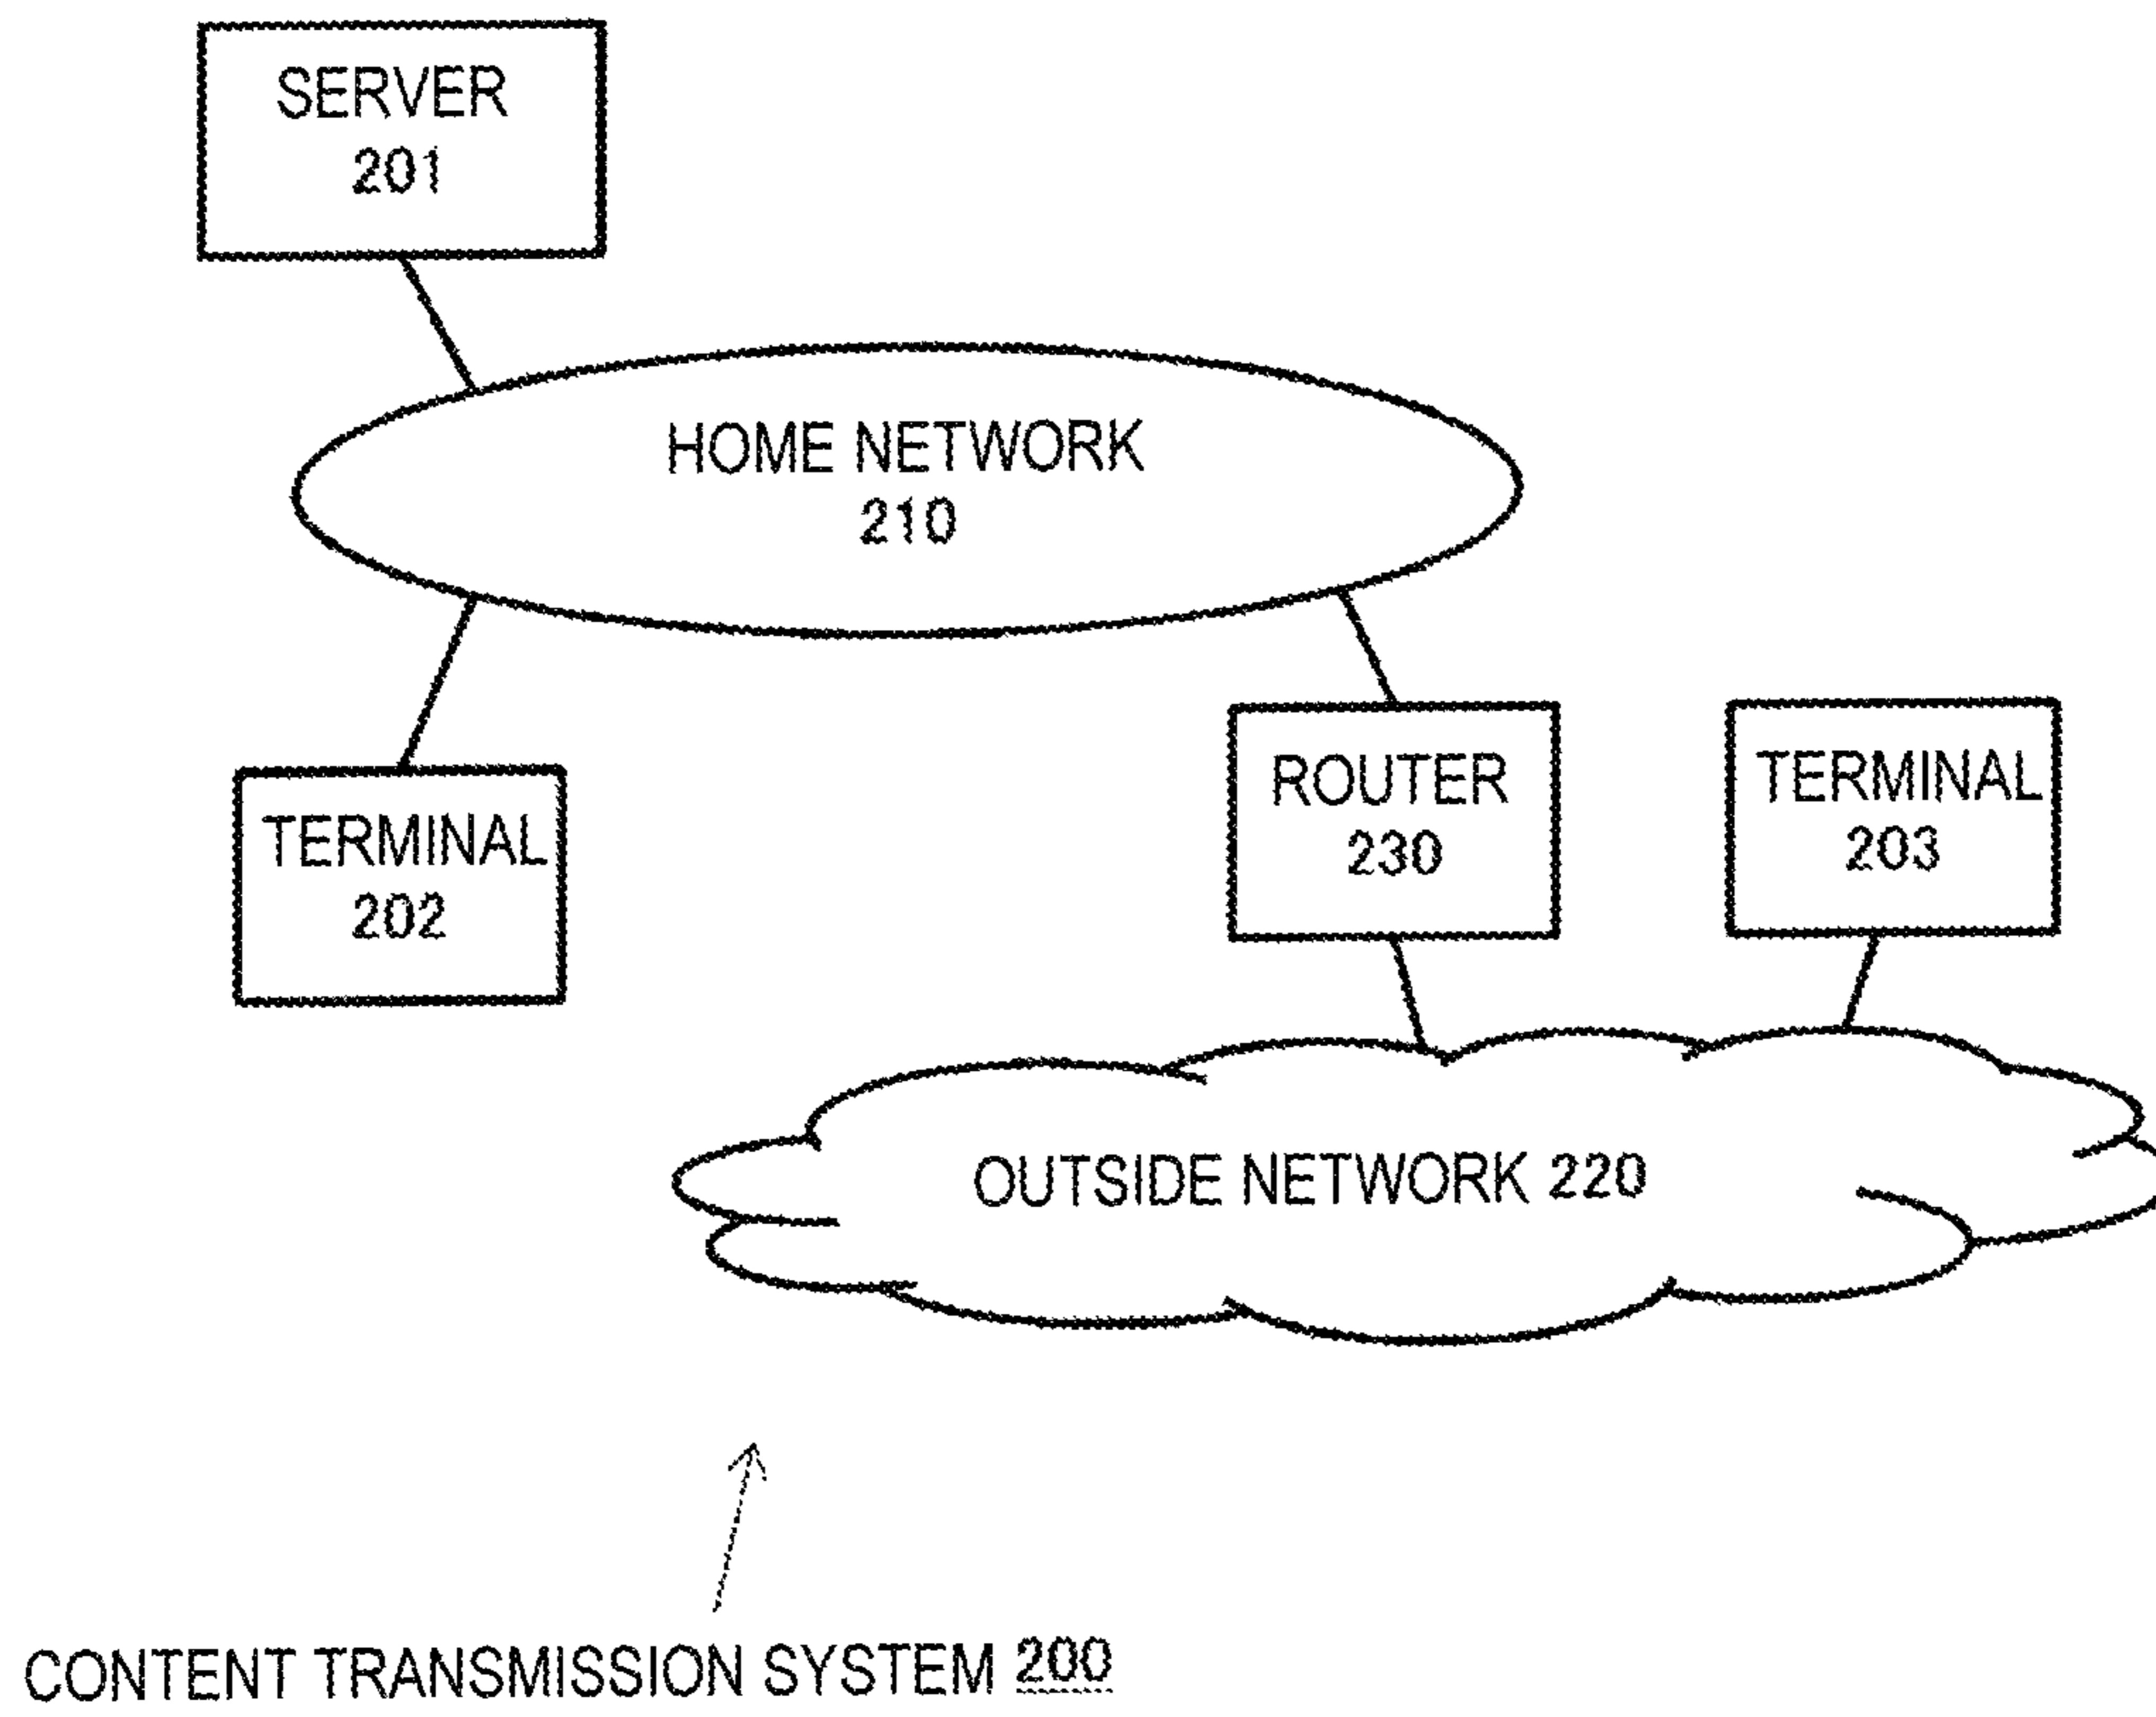 SERVER
201
HOME NETWORK
210
TERMINAL
202
ROUTER
230
TERMINAL
203
OUTSIDE NETWORK 220
CONTENT TRANSMISSION SYSTEM 200